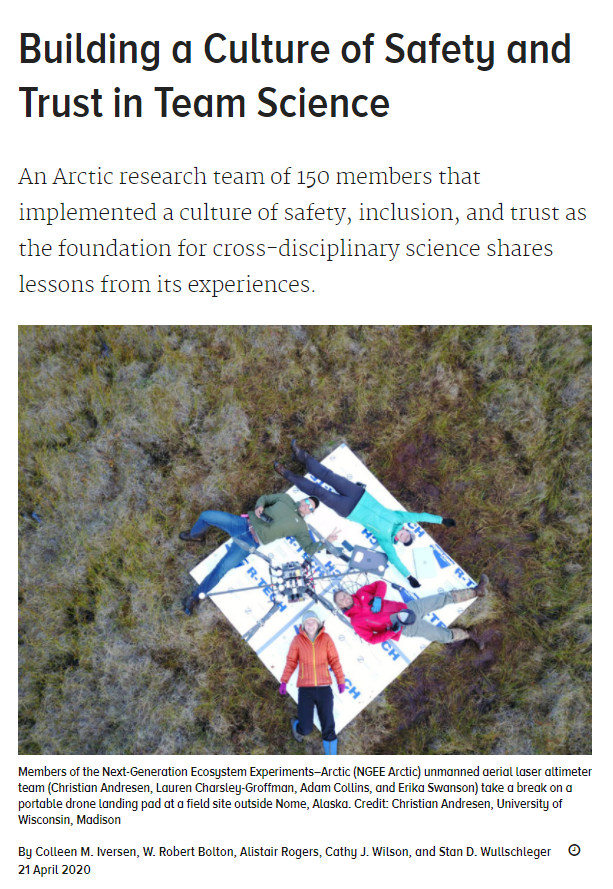 Building a Culture of Safety and
Trust in Team Science
An Arctic research team of 150 members that
implemented a culture of safety, inclusion, and trust as
the foundation for cross-disciplinary science shares
lessons from its experiences.
R-TECH
R-TECH
Members of the Next-Generation Ecosystem Experiments–Arctic (NGEE Arctic) unmanned aerial laser altimeter
team (Christian Andresen, Lauren Charsley-Groffman, Adam Collins, and Erika Swanson) take a break on a
portable drone landing pad at a field site outside Nome, Alaska. Credit: Christian Andresen, University of
Wisconsin, Madison
By Colleen M. Iversen, W. Robert Bolton, Alistair Rogers, Cathy J. Wilson, and Stan D. Wullschleger
21 April 2020